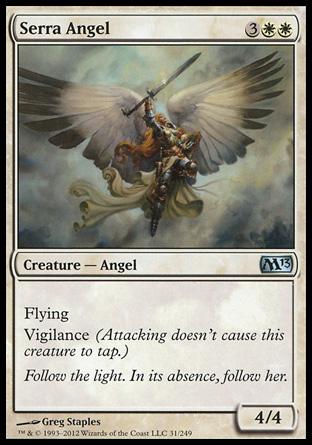 Serra Angel 3
Creature — Angel M13
Flying
Vigilance (Attacking doesn't cause this
creature to tap.)
Follow the light. In its absence, follow her.
Greg Staples
4/4
™ & © 1993–2012 Wizards of the Coast LLC 31/249